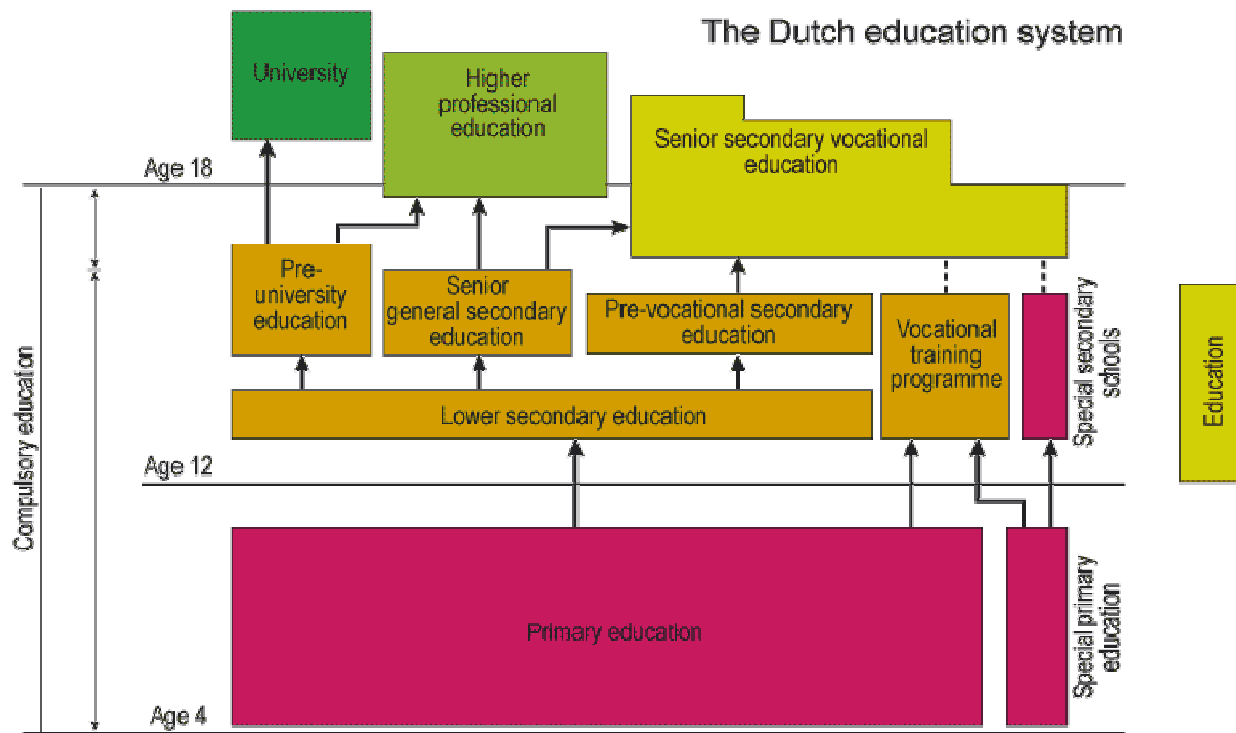 The Dutch education system
University
Higher
professional
education
Senior secondary vocational
education
Age 18
Pre-
university
education
Senior
general secondary
education
Pre-vocational secondary
education
Vocational
training
programme
Special secondary
schools
Education
Lower secondary education
Compulsory education
Age 12
Primary education
Special primary
education
Age 4